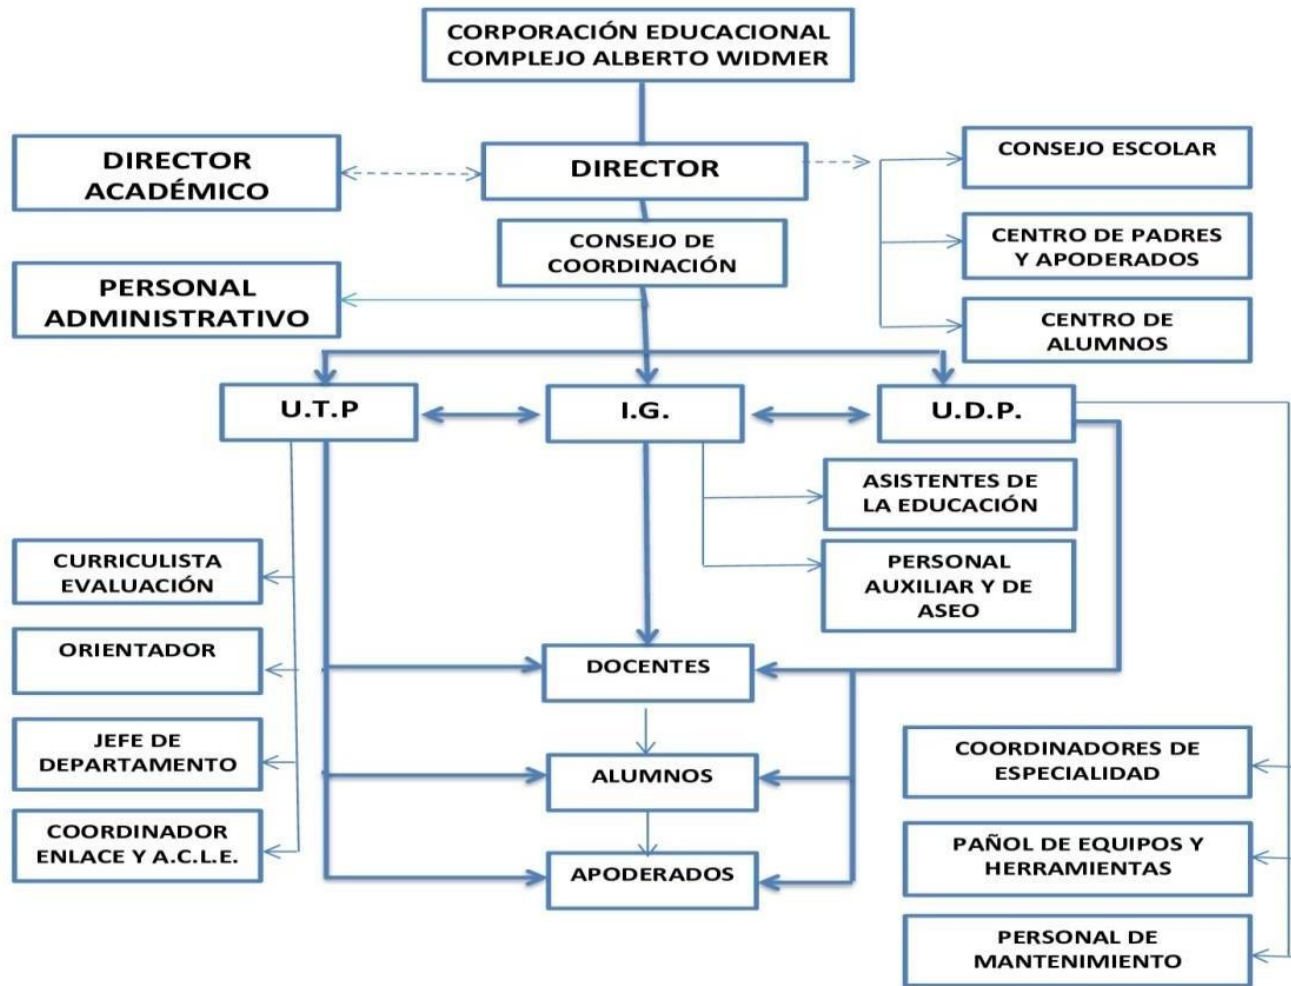 CORPORACIÓN EDUCACIONAL
COMPLEJO ALBERTO WIDMER
DIRECTOR
ACADÉMICO
DIRECTOR
CONSEJO ESCOLAR
CONSEJO DE
COORDINACIÓN
CENTRO DE PADRES
Y APODERADOS
PERSONAL
ADMINISTRATIVO
CENTRO DE
ALUMNOS
U.T.P
I.G.
U.D.P.
ASISTENTES DE
LA EDUCACIÓN
CURRICULISTA
EVALUACIÓN
PERSONAL
AUXILIAR Y DE
ASEO
ORIENTADOR
DOCENTES
JEFE DE
DEPARTAMENTO
ALUMNOS
COORDINADORES DE
ESPECIALIDAD
COORDINADOR
ENLACE Y A.C.L.E.
APODERADOS
PAÑOL DE EQUIPOS Y
HERRAMIENTAS
PERSONAL DE
MANTENIMIENTO